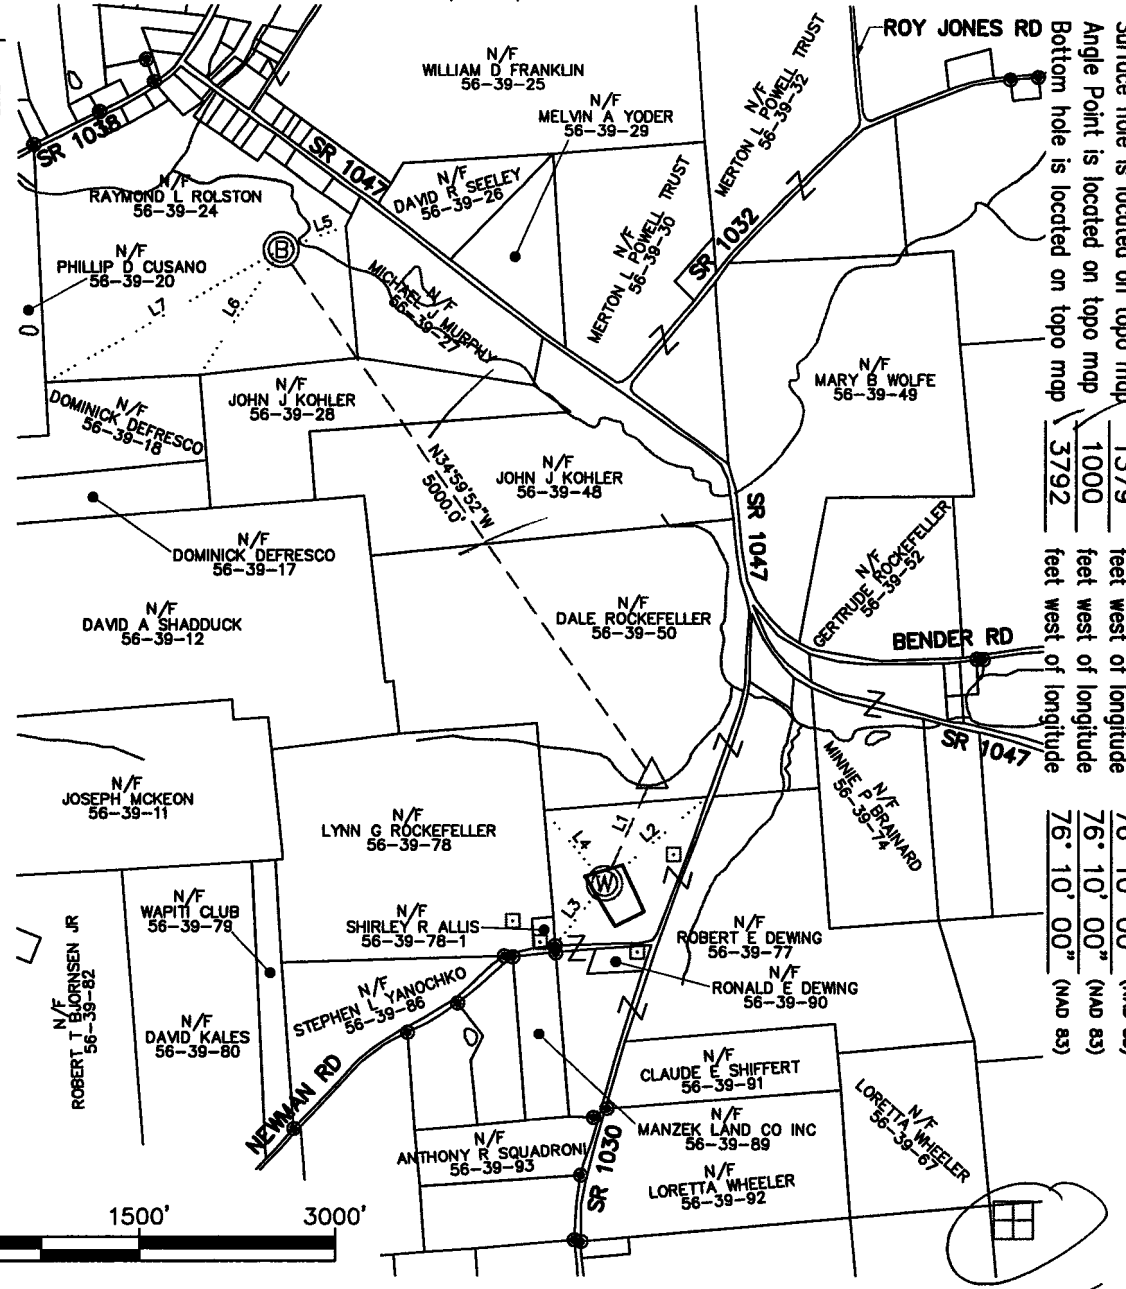 ROY JONES RD
N/F
WILLIAM D FRANKLIN
56-39-25
N/F
MELVIN A YODER
56-39-29
N/F
MERTON L POWELL TRUST
56-39-32
SR 1038
SR 1047
N/F
RAYMOND L ROLSTON
56-39-24
N/F
DAVID R SEELEY
56-39-26
N/F
MERTON L POWELL TRUST
56-39-30
SR 1032
B
L5
N/F
PHILLIP D CUSANO
56-39-20
L7
L6
N/F
MICHAEL J MURPHY
56-39-27
N/F
MARY B WOLFE
56-39-49
N/F
DOMINICK DEFRESCO
56-39-18
N/F
JOHN J KOHLER
56-39-28
N34°59'52"W
5000.0'
N/F
JOHN J KOHLER
56-39-48
SR 1047
N/F
GERTRUDE ROCKEFELLER
56-39-52
N/F
DOMINICK DEFRESCO
56-39-17
N/F
DAVID A SHADDUCK
56-39-12
N/F
DALE ROCKEFELLER
56-39-50
BENDER RD
SR 1047
N/F
JOSEPH MCKEON
56-39-11
N/F
LYNN G ROCKEFELLER
56-39-78
L1
L2
L4
L3
W
N/F
MINNIE P BRAINARD
56-39-74
N/F
WAPITI CLUB
56-39-79
N/F
SHIRLEY R ALLIS
56-39-78-1
N/F
ROBERT E DEWING
56-39-77
N/F
RONALD E DEWING
56-39-90
N/F
ROBERT T BJORNSEN JR
56-39-82
N/F
DAVID KALES
56-39-80
N/F
STEPHEN L YANOCHKO
56-39-86
NEWMAN RD
N/F
CLAUDE E SHIFFERT
56-39-91
N/F
MANZEK LAND CO INC
56-39-89
N/F
LORETTA WHEELER
56-39-67
N/F
ANTHONY R SQUADRONI
56-39-93
SR 1030
N/F
LORETTA WHEELER
56-39-92
1500' 3000'
hole is located on topo map feet west of longitude
Angle Point is located on topo map 1000 feet west of longitude 76° 10' 00" (NAD 83)
Bottom hole is located on topo map 3792 feet west of longitude 76° 10' 00" (NAD 83)